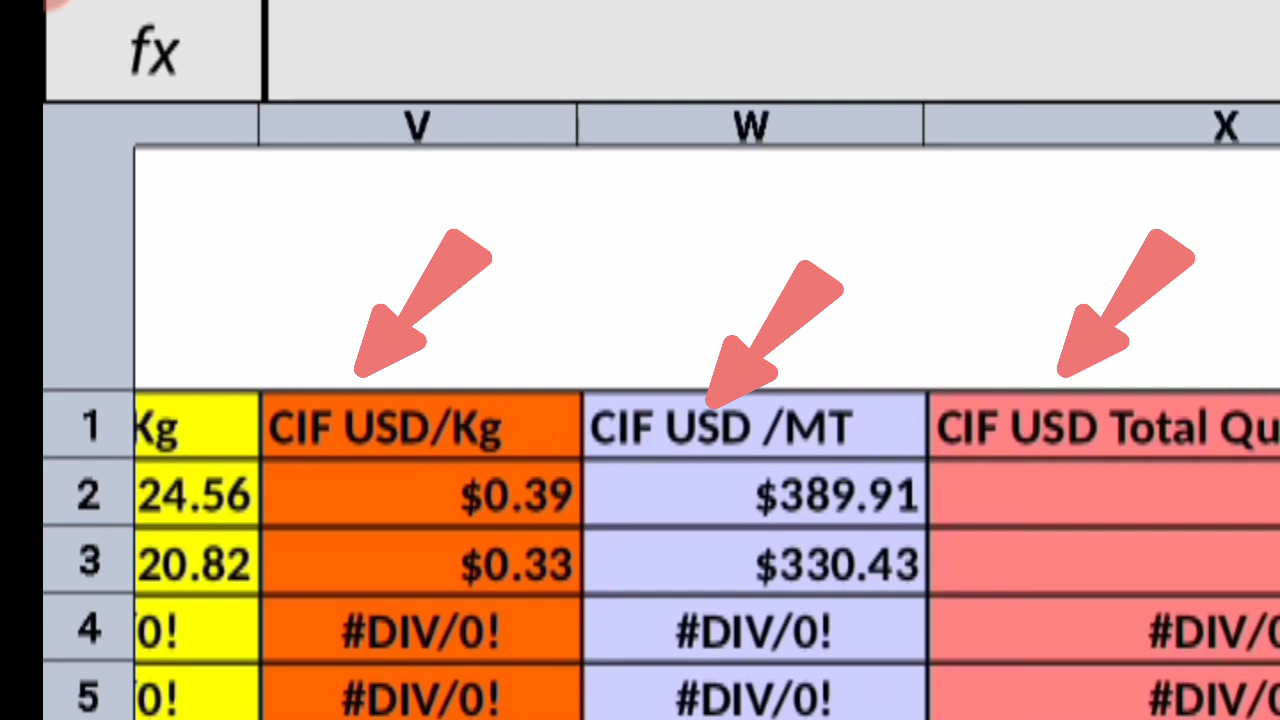 fx
V W X
1 Kg CIF USD/Kg CIF USD /MT CIF USD Total Qu
2 24.56 $0.39 $389.91
3 20.82 $0.33 $330.43
4 /0! #DIV/0! #DIV/0! #DIV/0
5 /0! #DIV/0! #DIV/0! #DIV/0